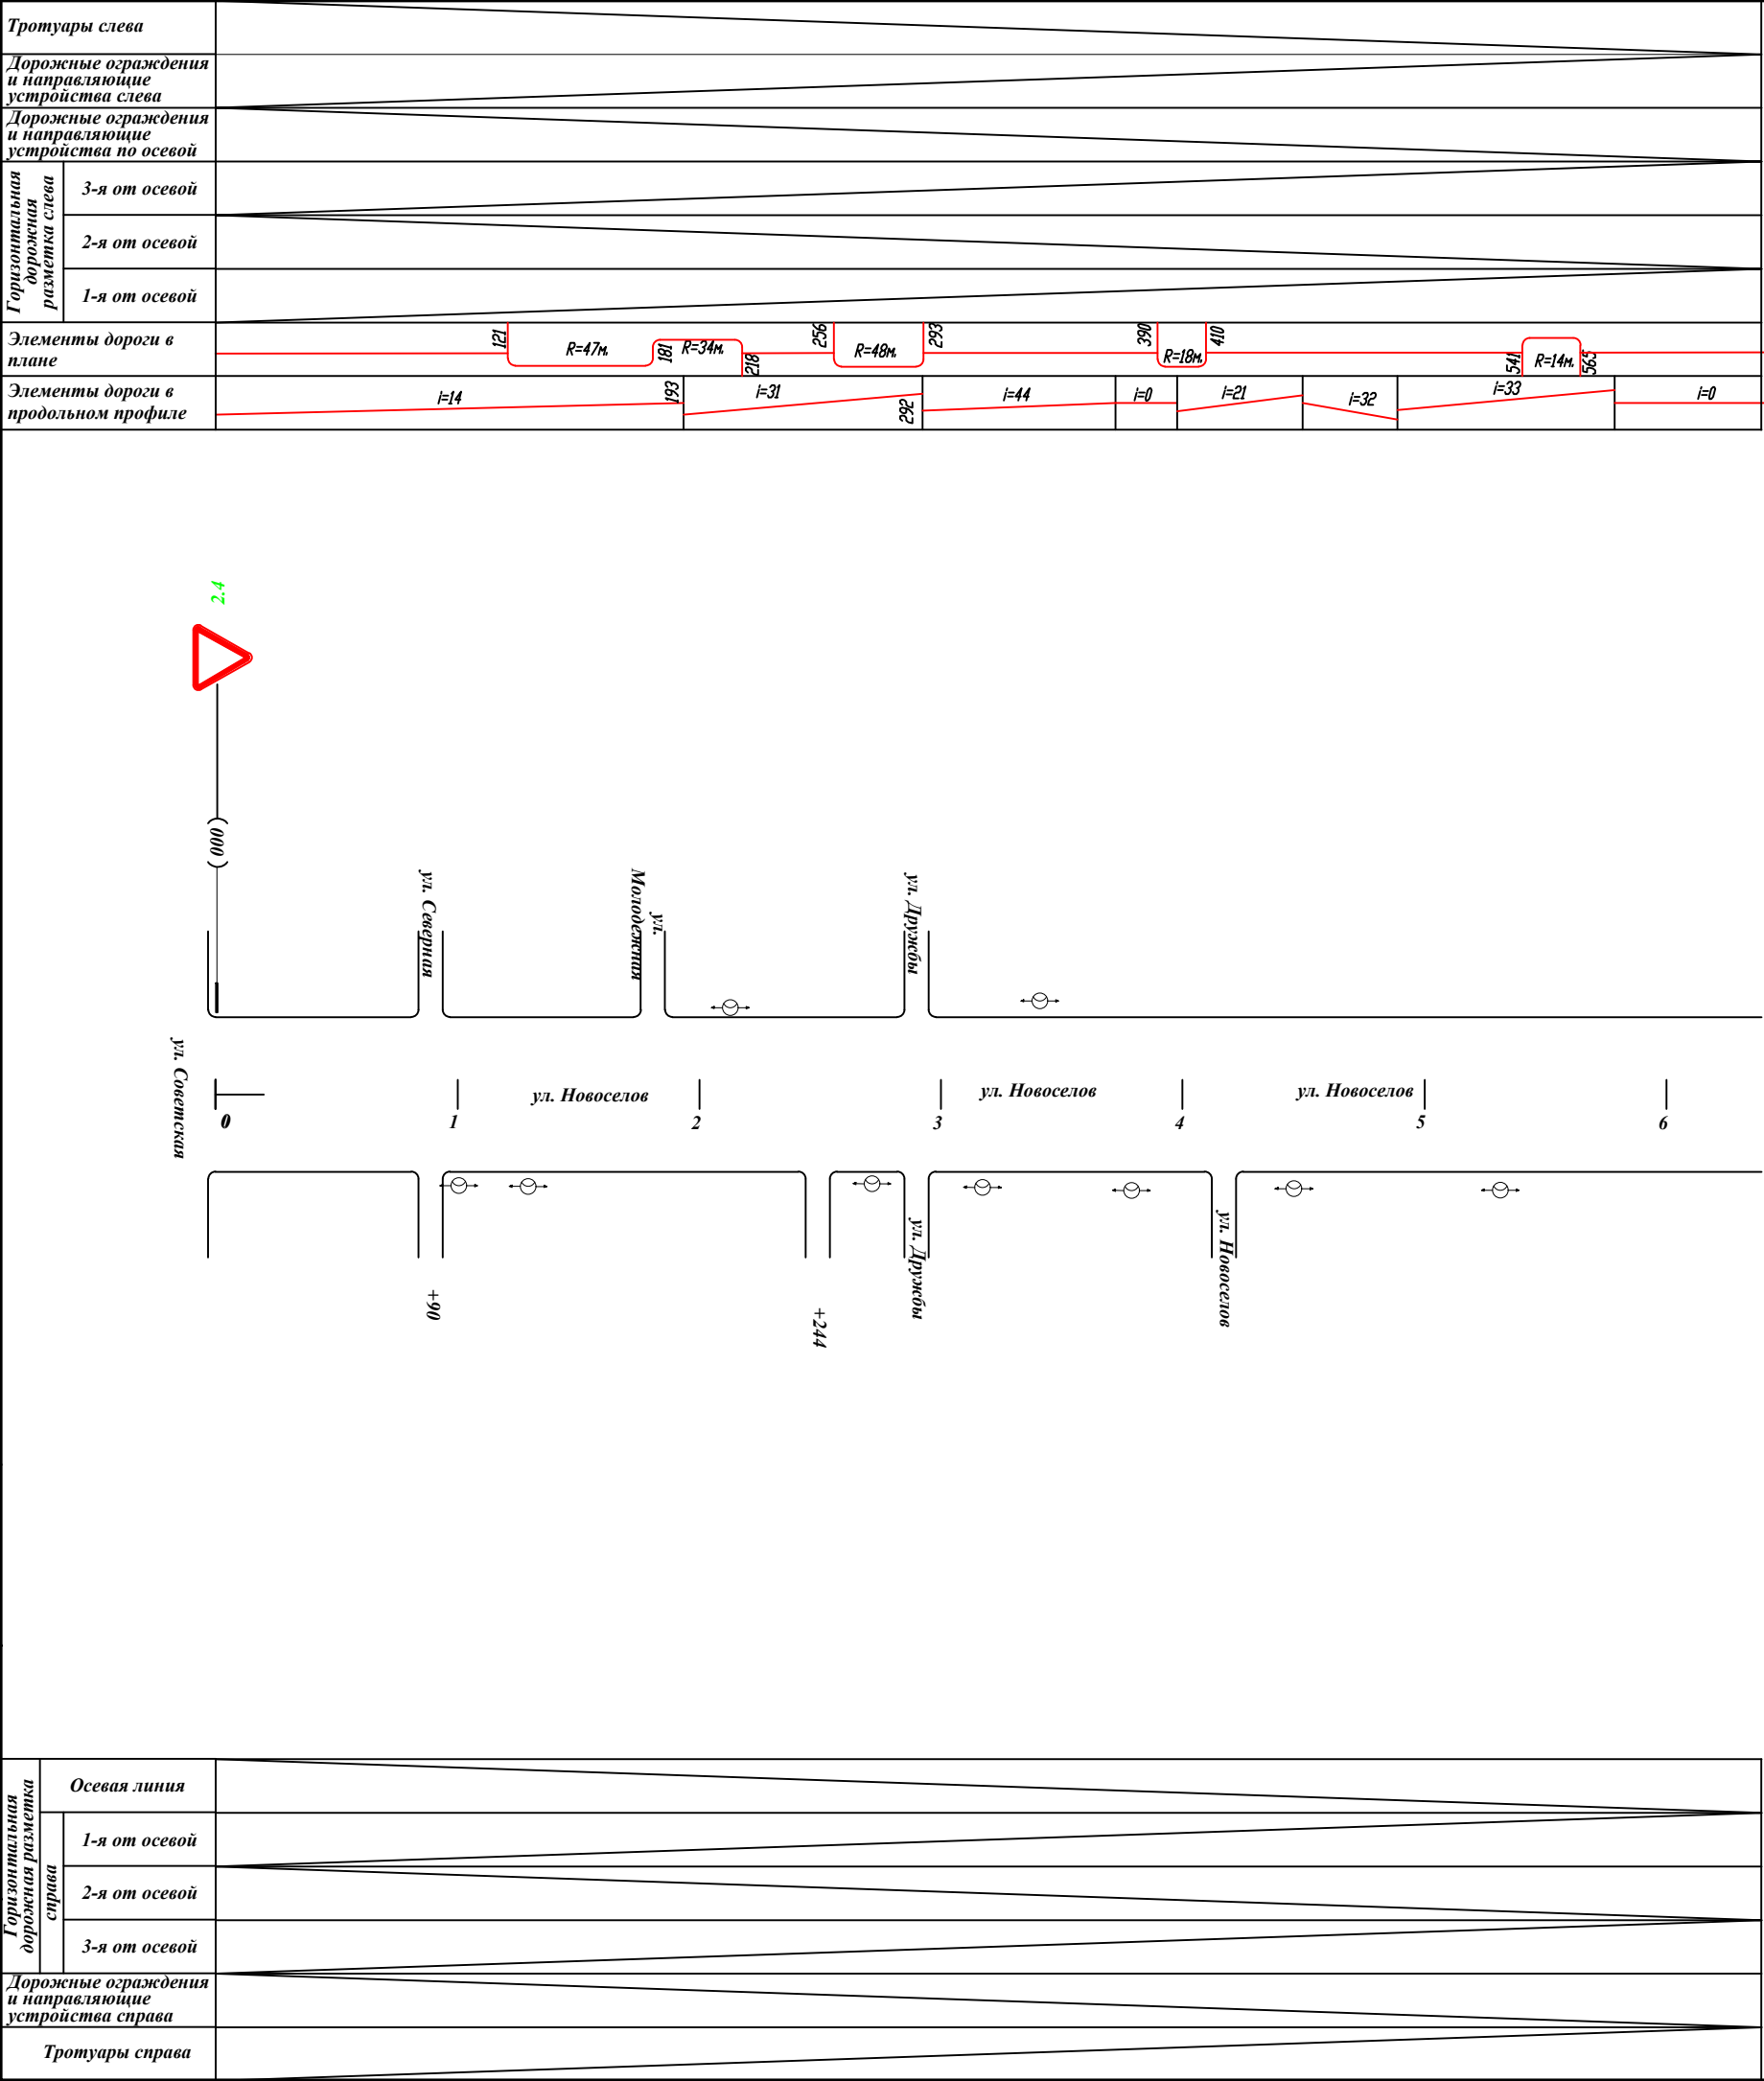 Тротуары слева
Дорожные ограждения
и направляющие
устройства слева
Дорожные ограждения
и направляющие
устройства по осевой
Горизонтальная
дорожная
разметка слева
3-я от осевой
2-я от осевой
1-я от осевой
Элементы дороги в
плане
121
R=47м.
181
R=34м.
218
256
R=48м.
293
390
R=18м.
410
541
R=14м.
565
Элементы дороги в
продольном профиле
i=14
193
i=31
292
i=44
i=0
i=21
i=32
i=33
i=0
2.4
(000)
ул. Северная
ул.
Молодежная
ул. Дружбы
ул. Советская
ул. Новоселов
ул. Новоселов
ул. Новоселов
0
1
2
3
4
5
6
+90
+244
ул. Дружбы
ул. Новоселов
Горизонтальная
дорожная разметка
справа
Осевая линия
1-я от осевой
2-я от осевой
3-я от осевой
Дорожные ограждения
и направляющие
устройства справа
Тротуары справа